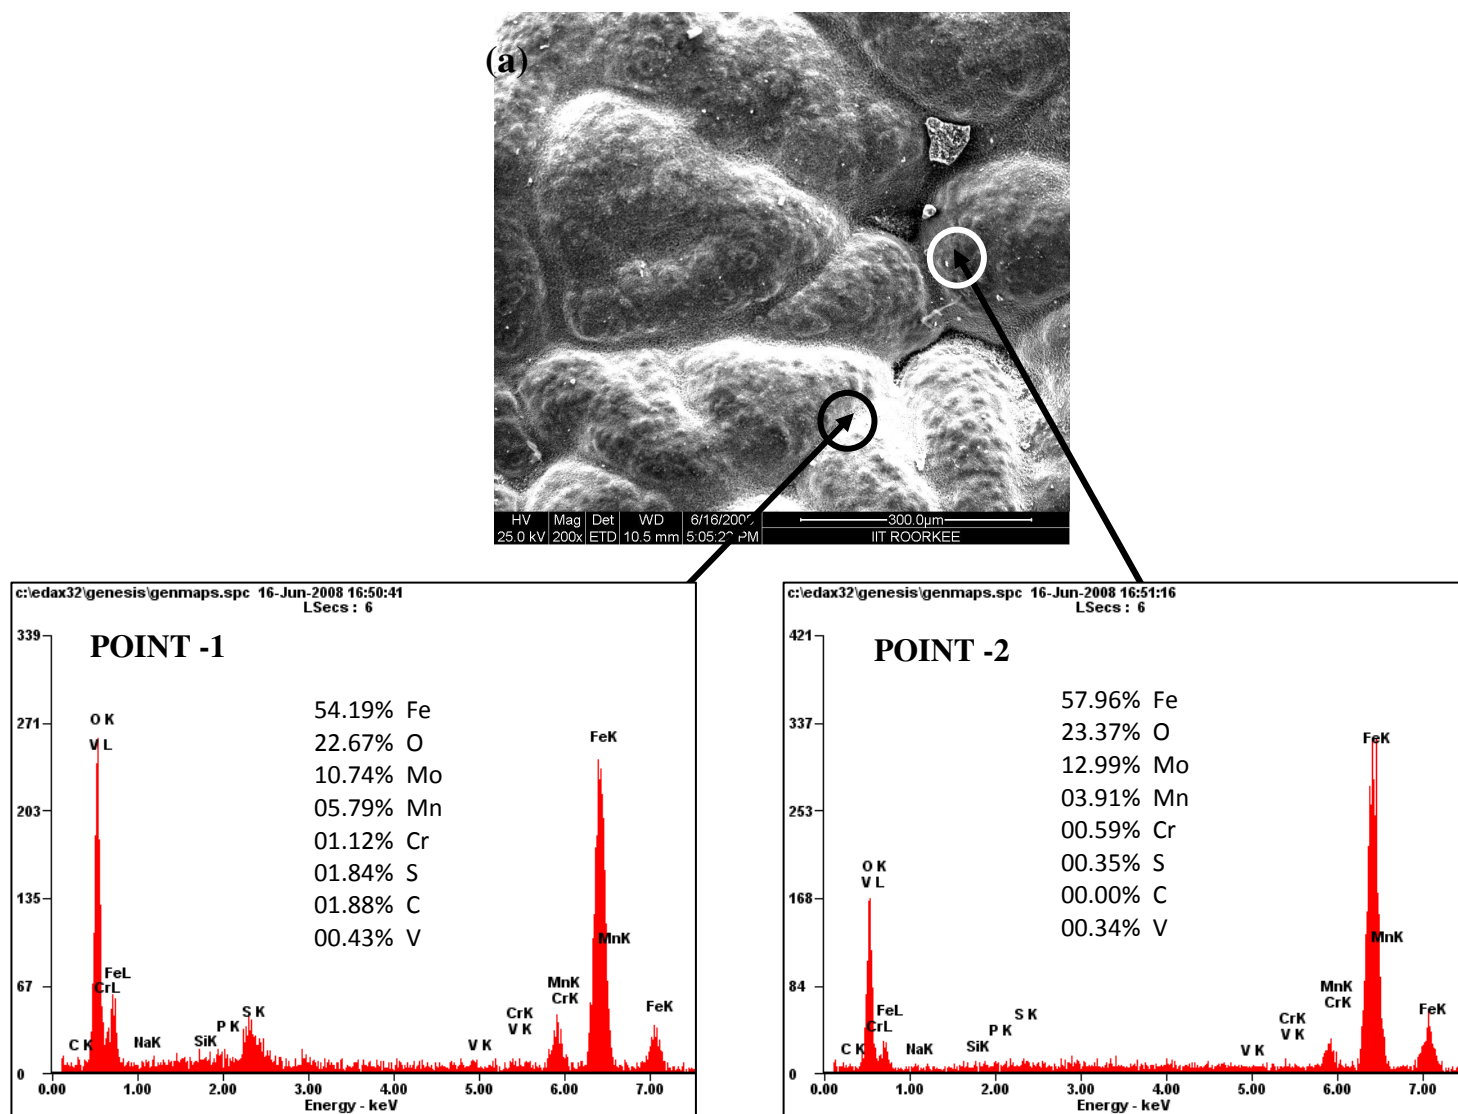 (a)
HV Mag Det WD 6/16/200 300.0µm
25.0 kV 200x ETD 10.5 mm 5:05:22 PM IIT ROORKEE
c:\edax32\genesis\genmaps.spc 16-Jun-2008 16:50:41
LSecs : 6
POINT -1
54.19% Fe
22.67% O
10.74% Mo
05.79% Mn
01.12% Cr
01.84% S
01.88% C
00.43% V
339
271
203
135
67
0
O K
V L
FeL
CrL
C K
NaK
SiK
P K
S K
V K
CrK
V K
MnK
CrK
FeK
MnK
FeK
0.00 1.00 2.00 3.00 4.00 5.00 6.00 7.00
Energy - keV
c:\edax32\genesis\genmaps.spc 16-Jun-2008 16:51:16
LSecs : 6
POINT -2
57.96% Fe
23.37% O
12.99% Mo
03.91% Mn
00.59% Cr
00.35% S
00.00% C
00.34% V
421
337
253
168
84
0
O K
V L
FeL
CrL
C K
NaK
SiK
P K
S K
V K
CrK
V K
MnK
CrK
FeK
MnK
FeK
0.00 1.00 2.00 3.00 4.00 5.00 6.00 7.00
Energy - keV